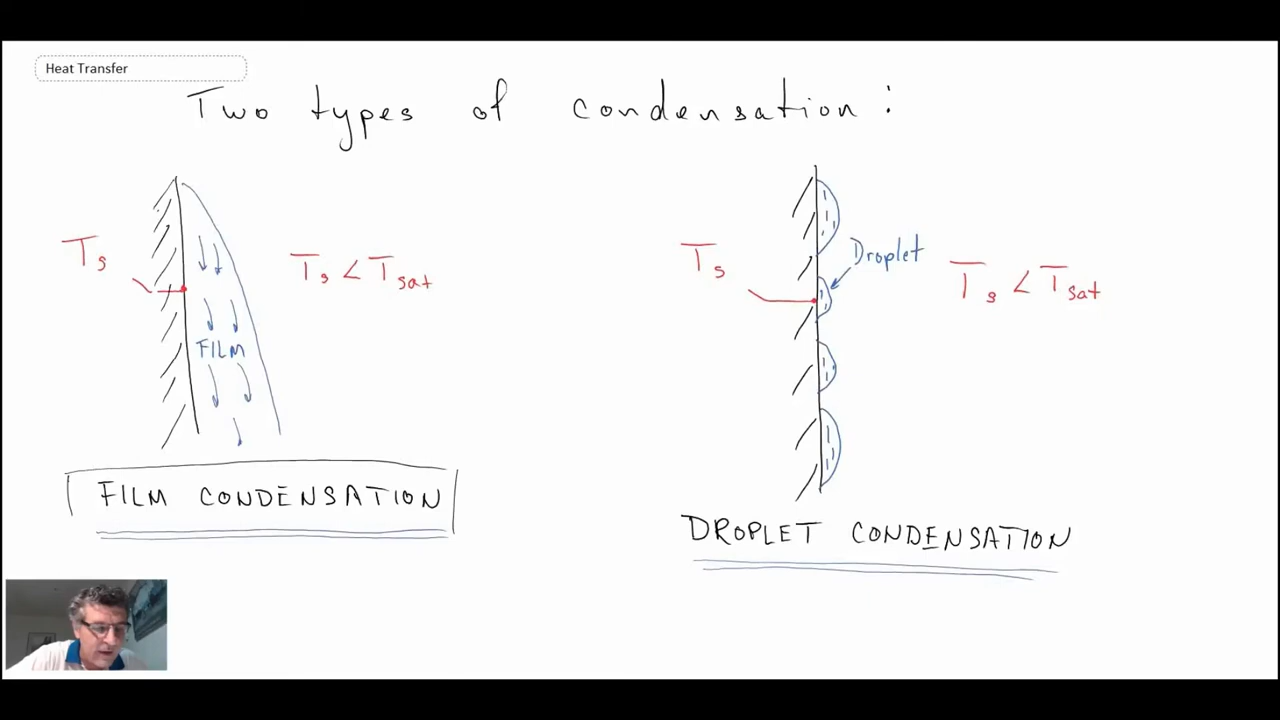 Heat Transfer
Two types of condensation:
Ts
Ts < Tsat
FILM
FILM CONDENSATION
Ts
Droplet
Ts < Tsat
DROPLET CONDENSATION